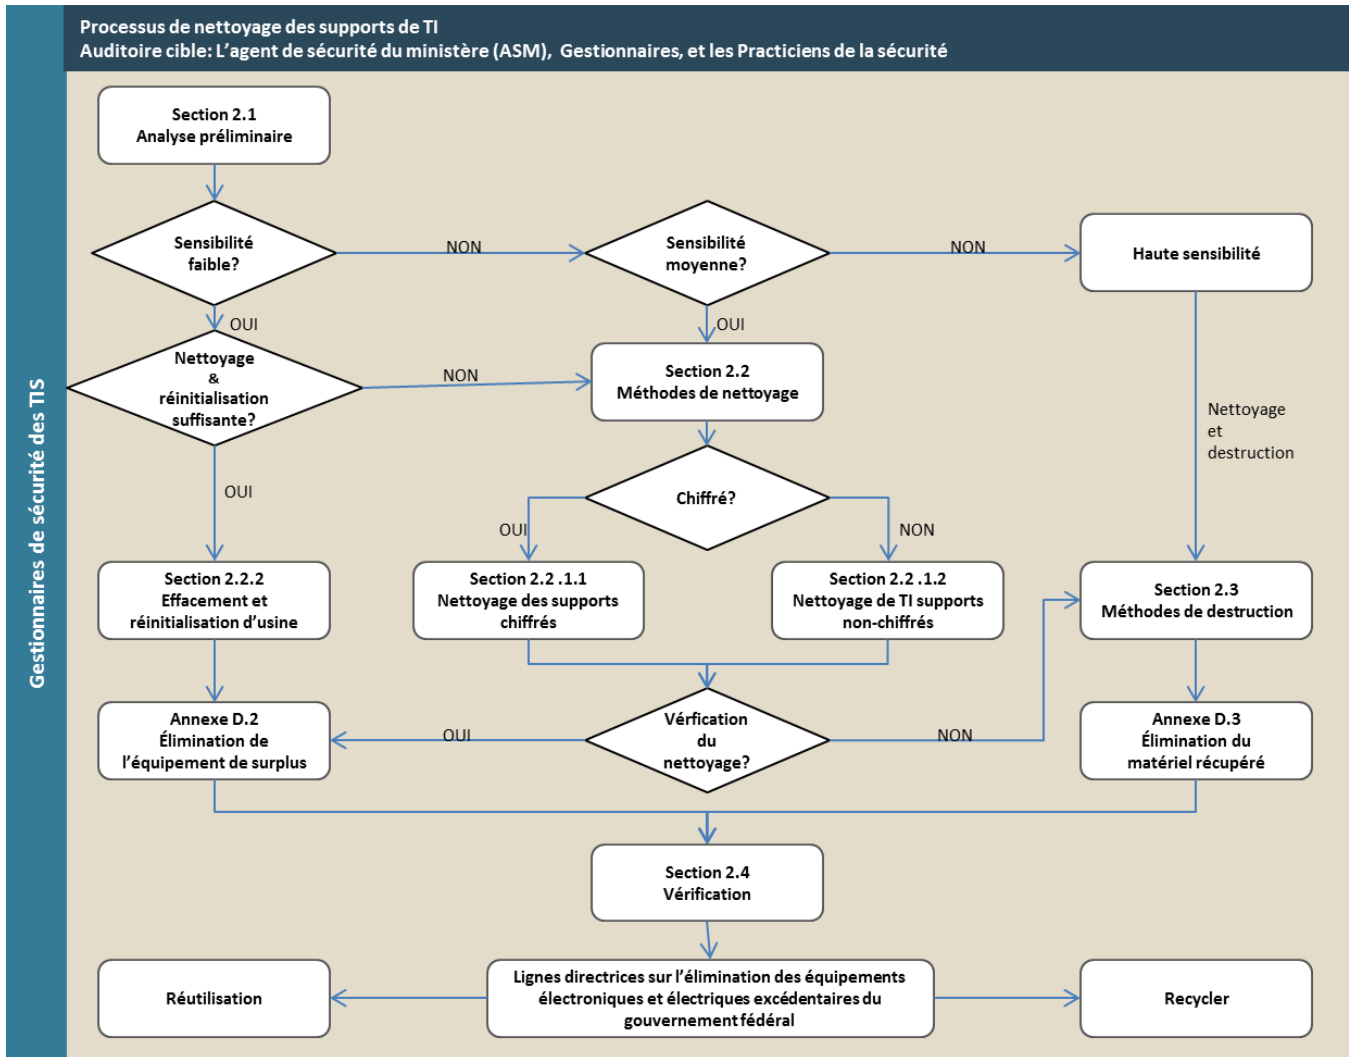 Processus de nettoyage des supports de TI
Auditoire cible: L'agent de sécurité du ministère (ASM), Gestionnaires, et les Practiciens de la sécurité
Gestionnaires de sécurité des TIS
Section 2.1
Analyse préliminaire
Sensibilité
faible?
NON
Sensibilité
moyenne?
NON
Haute sensibilité
OUI
OUI
Nettoyage
&
réinitialisation
suffisante?
NON
Section 2.2
Méthodes de nettoyage
Nettoyage
et
destruction
OUI
Chiffré?
OUI
NON
Section 2.2.2
Effacement et
réinitialisation d'usine
Section 2.2 .1.1
Nettoyage des supports
chiffrés
Section 2.2 .1.2
Nettoyage de TI supports
non-chiffrés
Section 2.3
Méthodes de destruction
Annexe D.2
Élimination de
l'équipement de surplus
OUI
Vérfication
du
nettoyage?
NON
Annexe D.3
Élimination du
matériel récupéré
Section 2.4
Vérification
Réutilisation
Lignes directrices sur l'élimination des équipements
électroniques et électriques excédentaires du
gouvernement fédéral
Recycler